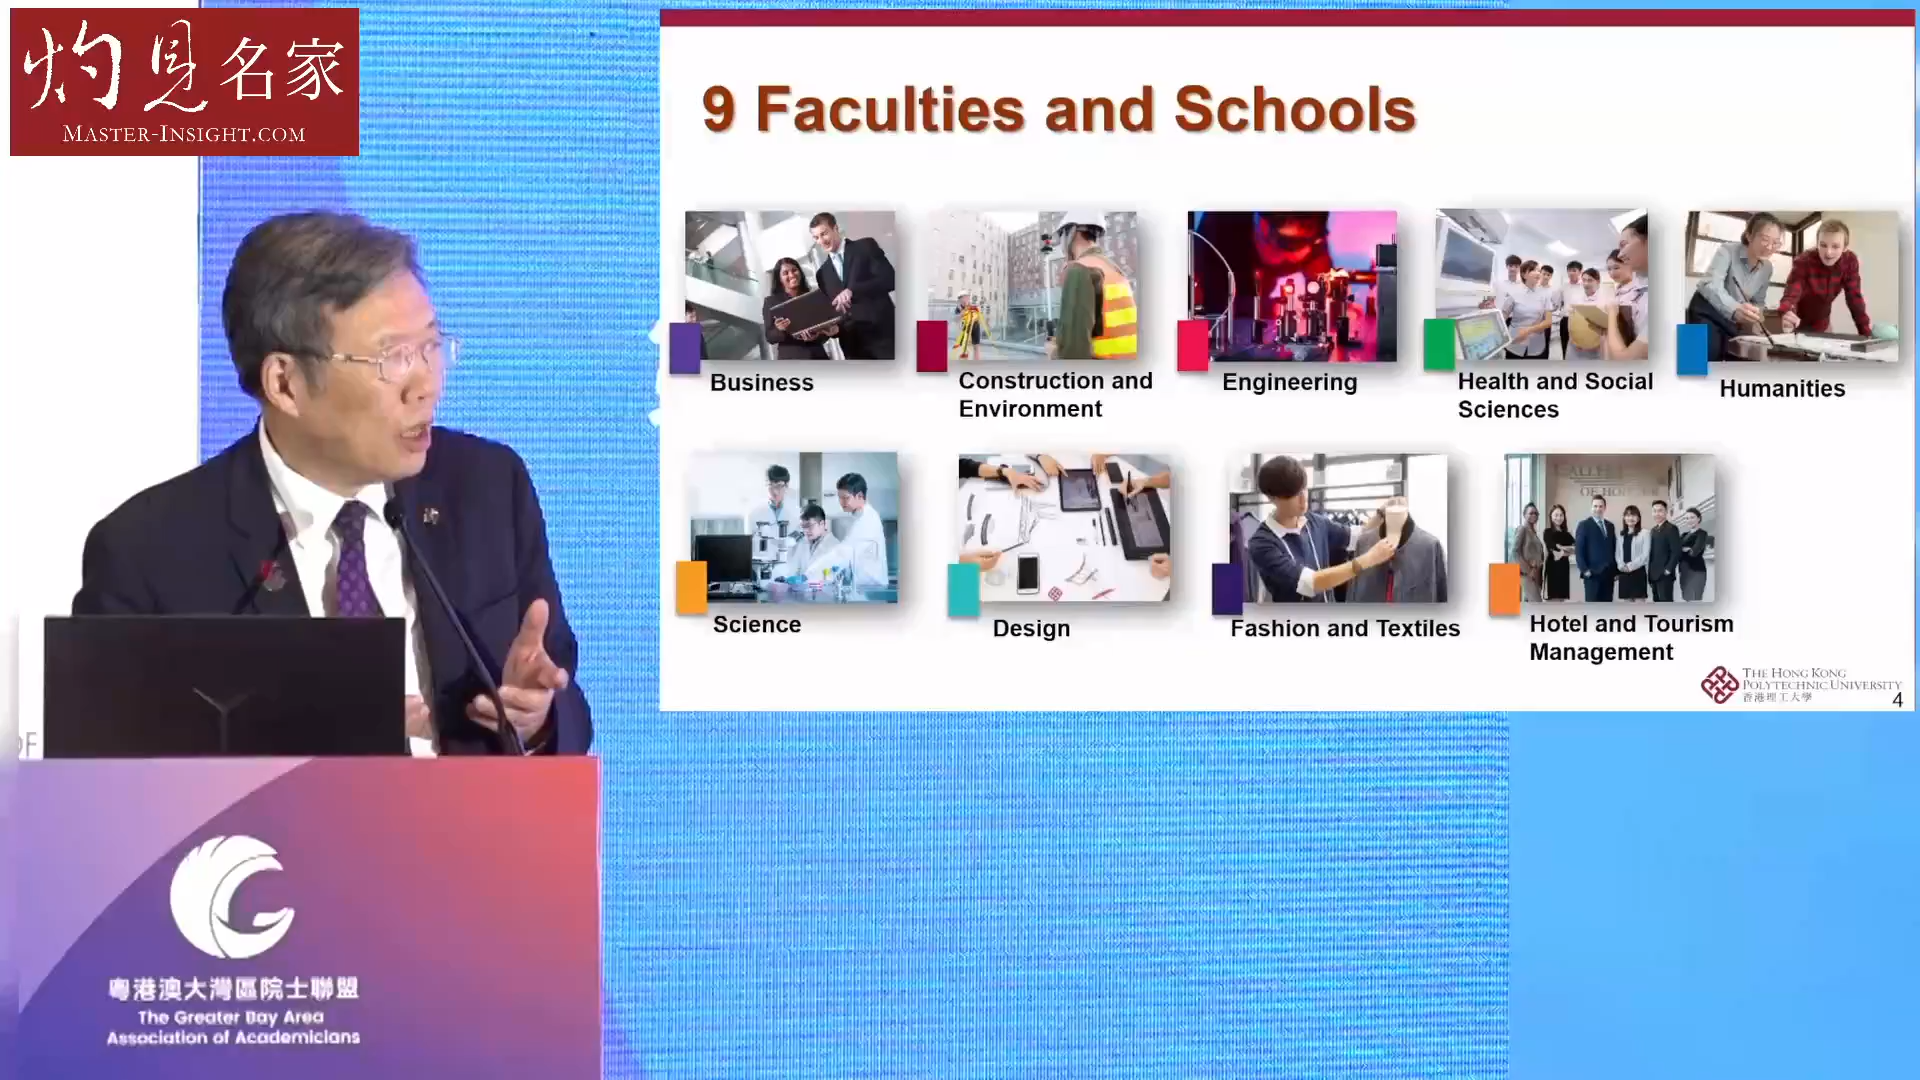 灼見名家
MASTER-INSIGHT.COM
9 Faculties and Schools
Business
Construction and
Environment
Engineering
Health and Social
Sciences
Humanities
Science
Design
Fashion and Textiles
Hotel and Tourism
Management
THE HONG KONG
POLYTECHNIC UNIVERSITY
香港理工大學
4
粵港澳大灣區院士聯盟
The Greater Bay Area
Association of Academicians